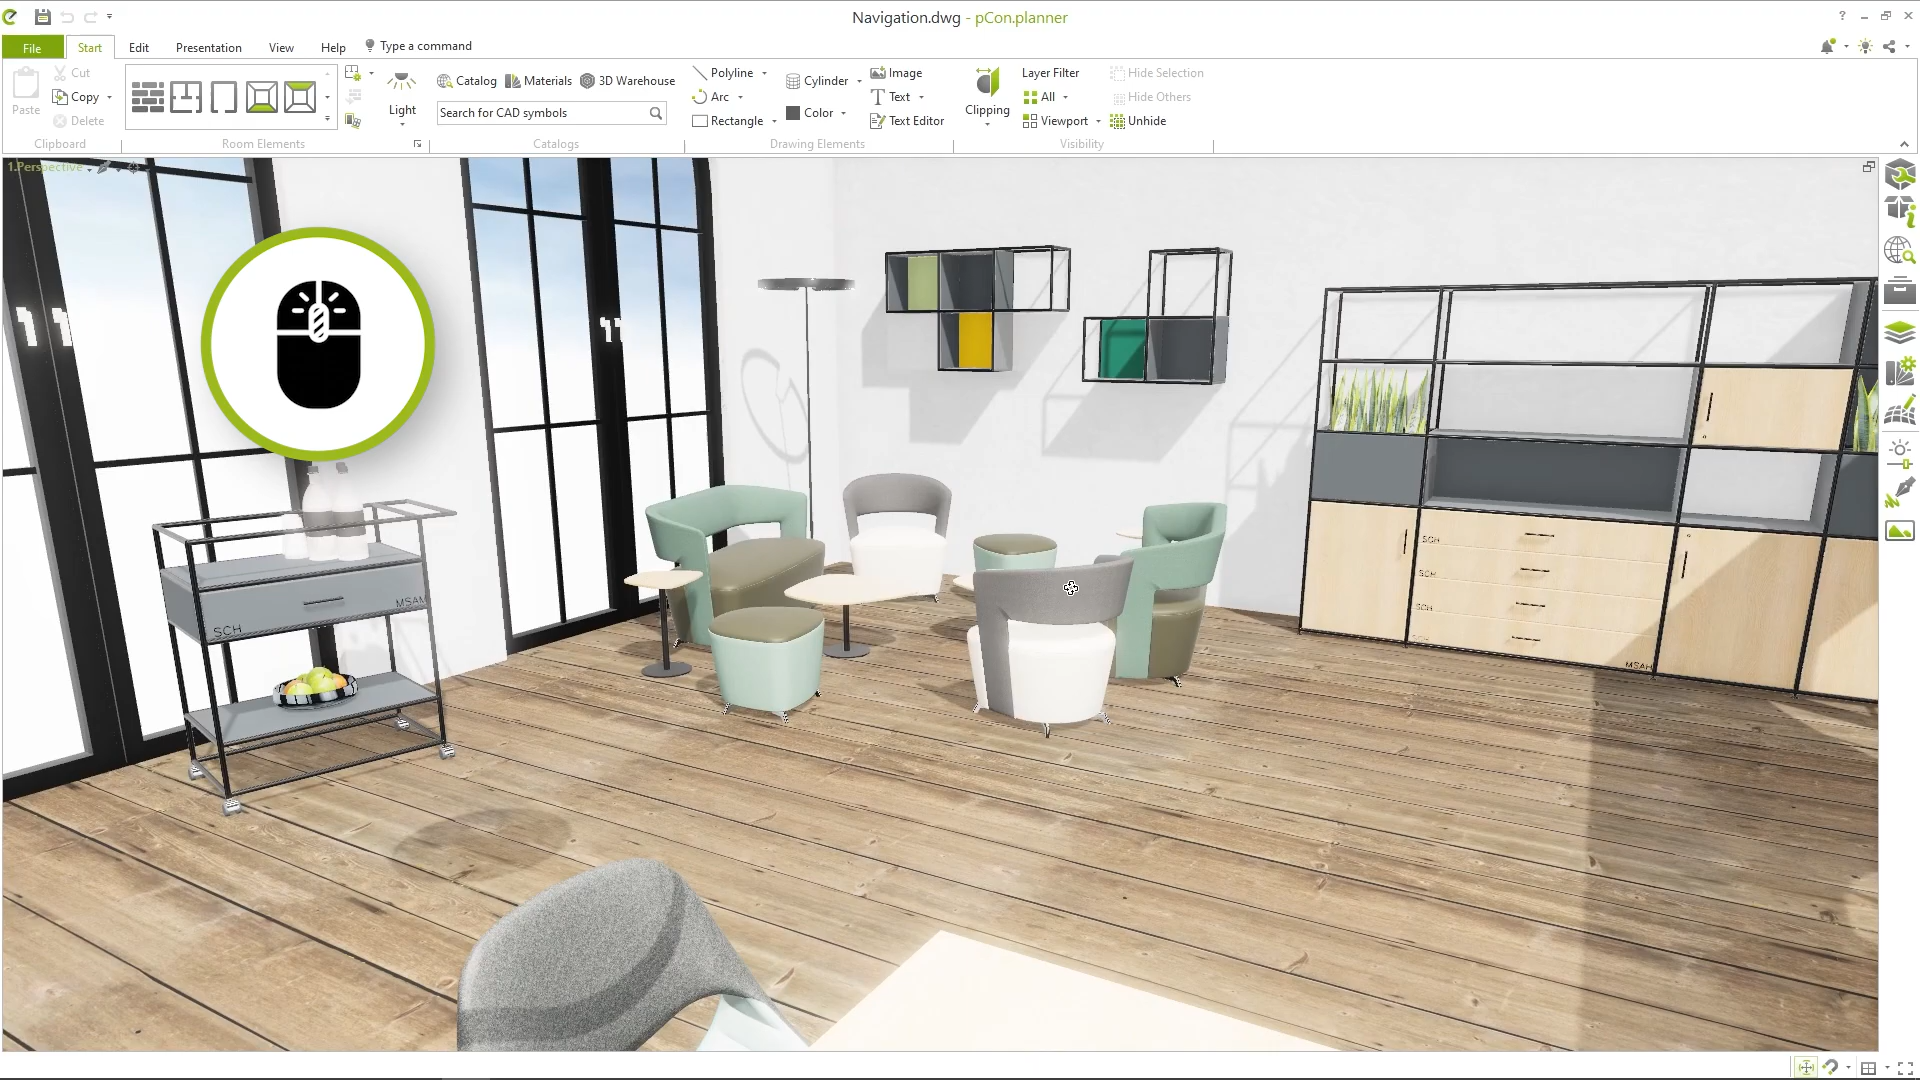 Navigation.dwg - pCon.planner
File Start Edit Presentation View Help Type a command
Paste
Cut
Copy
Delete
Clipboard
Room Elements
Light
Catalog Materials 3D Warehouse
Search for CAD symbols
Catalogs
Polyline
Arc
Rectangle
Cylinder
Color
Image
Text
Text Editor
Drawing Elements
Clipping
Layer Filter
All
Viewport
Hide Selection
Hide Others
Unhide
Visibility
1.Perspective
SCH
MSAM
SCH
SCH
SCH
SCH
MSAH